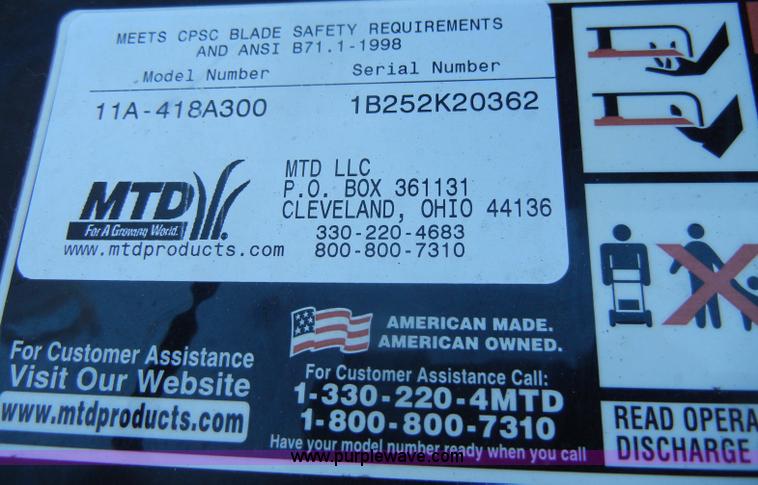 MEETS CPSC BLADE SAFETY REQUIREMENTS
AND ANSI B71.1-1998
Model Number Serial Number
11A-418A300 1B252K20362
MTD
For A Growing World.
www.mtdproducts.com
MTD LLC
P.O. BOX 361131
CLEVELAND, OHIO 44136
330-220-4683
800-800-7310
For Customer Assistance
Visit Our Website
www.mtdproducts.com
AMERICAN MADE.
AMERICAN OWNED.
For Customer Assistance Call:
1-330-220-4MTD
1-800-800-7310
Have your model number ready when you call
READ OPERA
DISCHARGE
www.purplewave.com